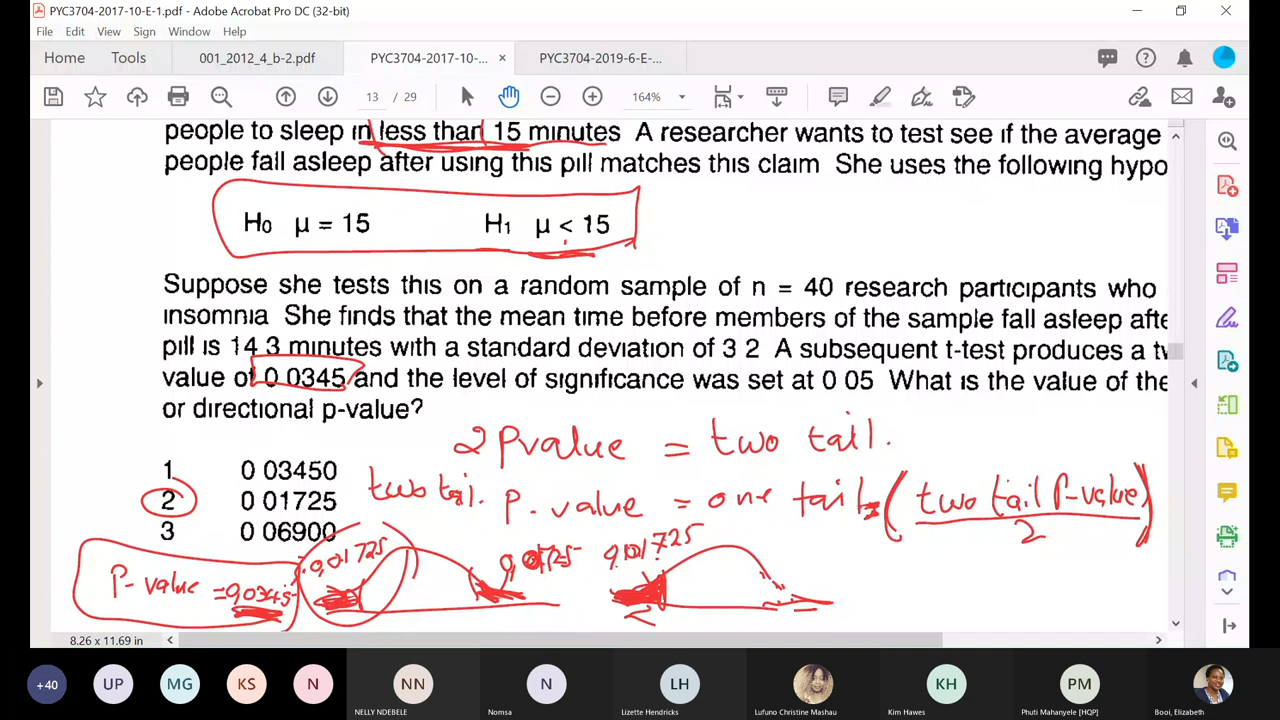 PYC3704-2017-10-E-1.pdf - Adobe Acrobat Pro DC (32-bit)
File Edit View Sign Window Help
Home Tools 001_2012_4_b-2.pdf PYC3704-2017-10-... × PYC3704-2019-6-E-...
13 / 29 164%
people to sleep in less than 15 minutes A researcher wants to test see if the average
people fall asleep after using this pill matches this claim She uses the following hypo
H0 μ = 15 H1 μ < 15
Suppose she tests this on a random sample of n = 40 research participants who
insomnia She finds that the mean time before members of the sample fall asleep afte
pill is 14 3 minutes with a standard deviation of 3 2 A subsequent t-test produces a tw
value of 0 0345 and the level of significance was set at 0 05 What is the value of the
or directional p-value?
2 Pvalue = two tail.
1 0 03450
two tail. P-value = one tail = (two tail P-value)
2
2 0 01725
3 0 06900
0,01725 0,01725
P-value = 0,0345
8.26 x 11.69 in
+40 UP MG KS N NN N LH KH PM
NELLY NDEBELE Nomsa Lizette Hendricks Lufuno Christine Mashau Kim Hawes Phuti Mahanyele [HQP] Booi, Elizabeth